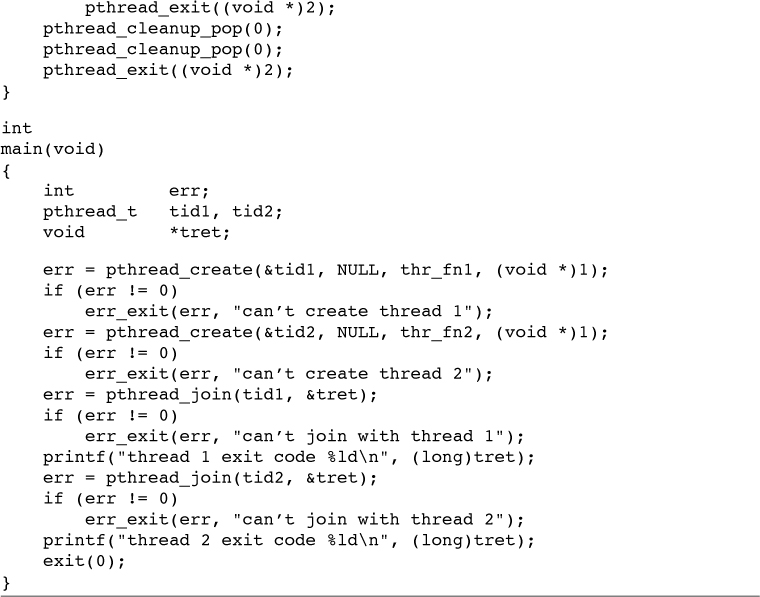 pthread_exit((void *)2);
    pthread_cleanup_pop(0);
    pthread_cleanup_pop(0);
    pthread_exit((void *)2);
}
int
main(void)
{
    int         err;
    pthread_t   tid1, tid2;
    void        *tret;
    err = pthread_create(&tid1, NULL, thr_fn1, (void *)1);
    if (err != 0)
        err_exit(err, "can’t create thread 1");
    err = pthread_create(&tid2, NULL, thr_fn2, (void *)1);
    if (err != 0)
        err_exit(err, "can’t create thread 2");
    err = pthread_join(tid1, &tret);
    if (err != 0)
        err_exit(err, "can’t join with thread 1");
    printf("thread 1 exit code %ld\n", (long)tret);
    err = pthread_join(tid2, &tret);
    if (err != 0)
        err_exit(err, "can’t join with thread 2");
    printf("thread 2 exit code %ld\n", (long)tret);
    exit(0);
}